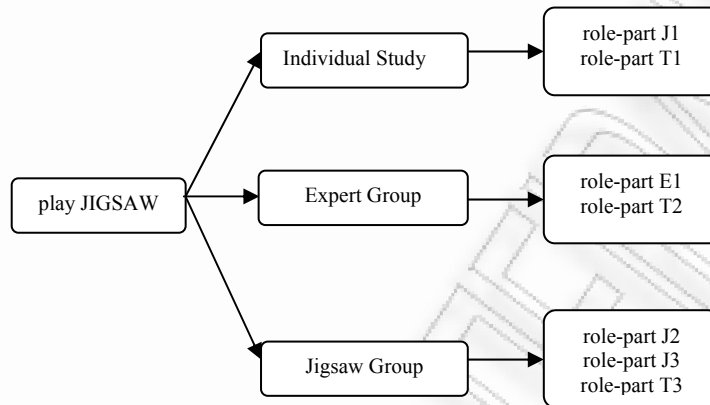 play JIGSAW
Individual Study
role-part J1
role-part T1
Expert Group
role-part E1
role-part T2
Jigsaw Group
role-part J2
role-part J3
role-part T3